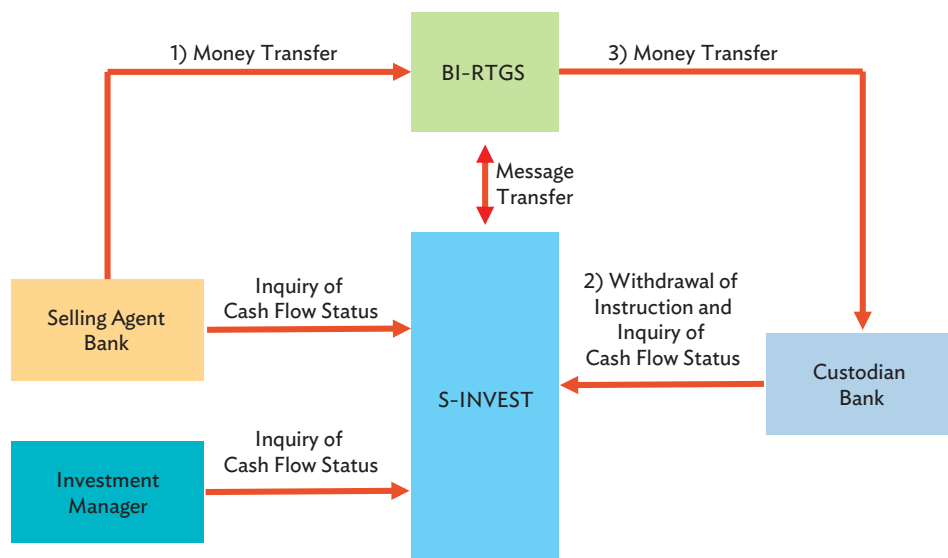 1) Money Transfer
BI-RTGS
3) Money Transfer
Message
Transfer
Selling Agent
Bank
Inquiry of
Cash Flow Status
S-INVEST
2) Withdrawal of
Instruction and
Inquiry of
Cash Flow Status
Custodian
Bank
Investment
Manager
Inquiry of
Cash Flow Status